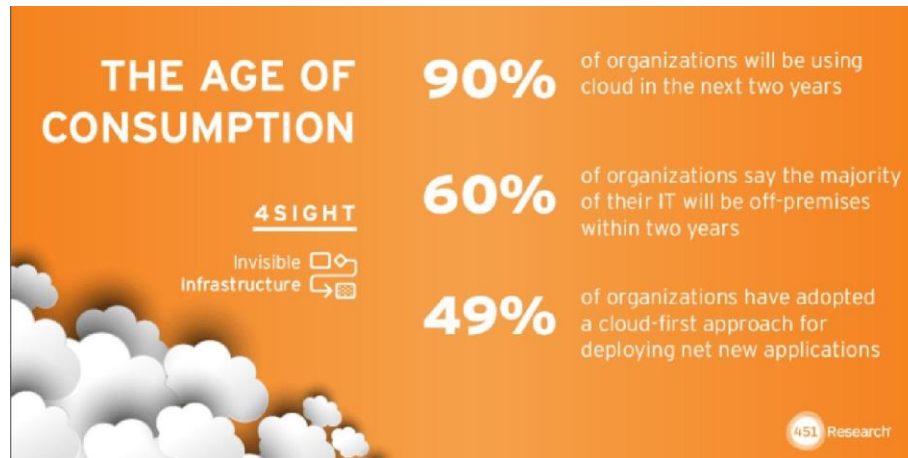 THE AGE OF
CONSUMPTION
4SIGHT
Invisible
Infrastructure
90%
of organizations will be using
cloud in the next two years
60%
of organizations say the majority
of their IT will be off-premises
within two years
49%
of organizations have adopted
a cloud-first approach for
deploying net new applications
451 Research